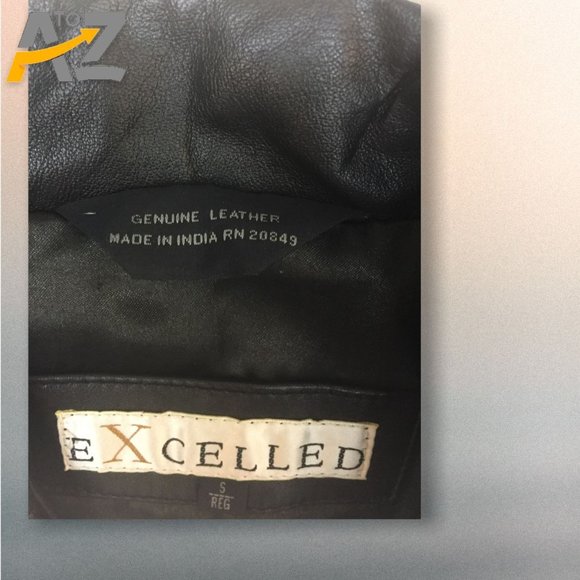 A TO Z
GENUINE LEATHER
MADE IN INDIA RN 20849
EXCELLED
S
REG